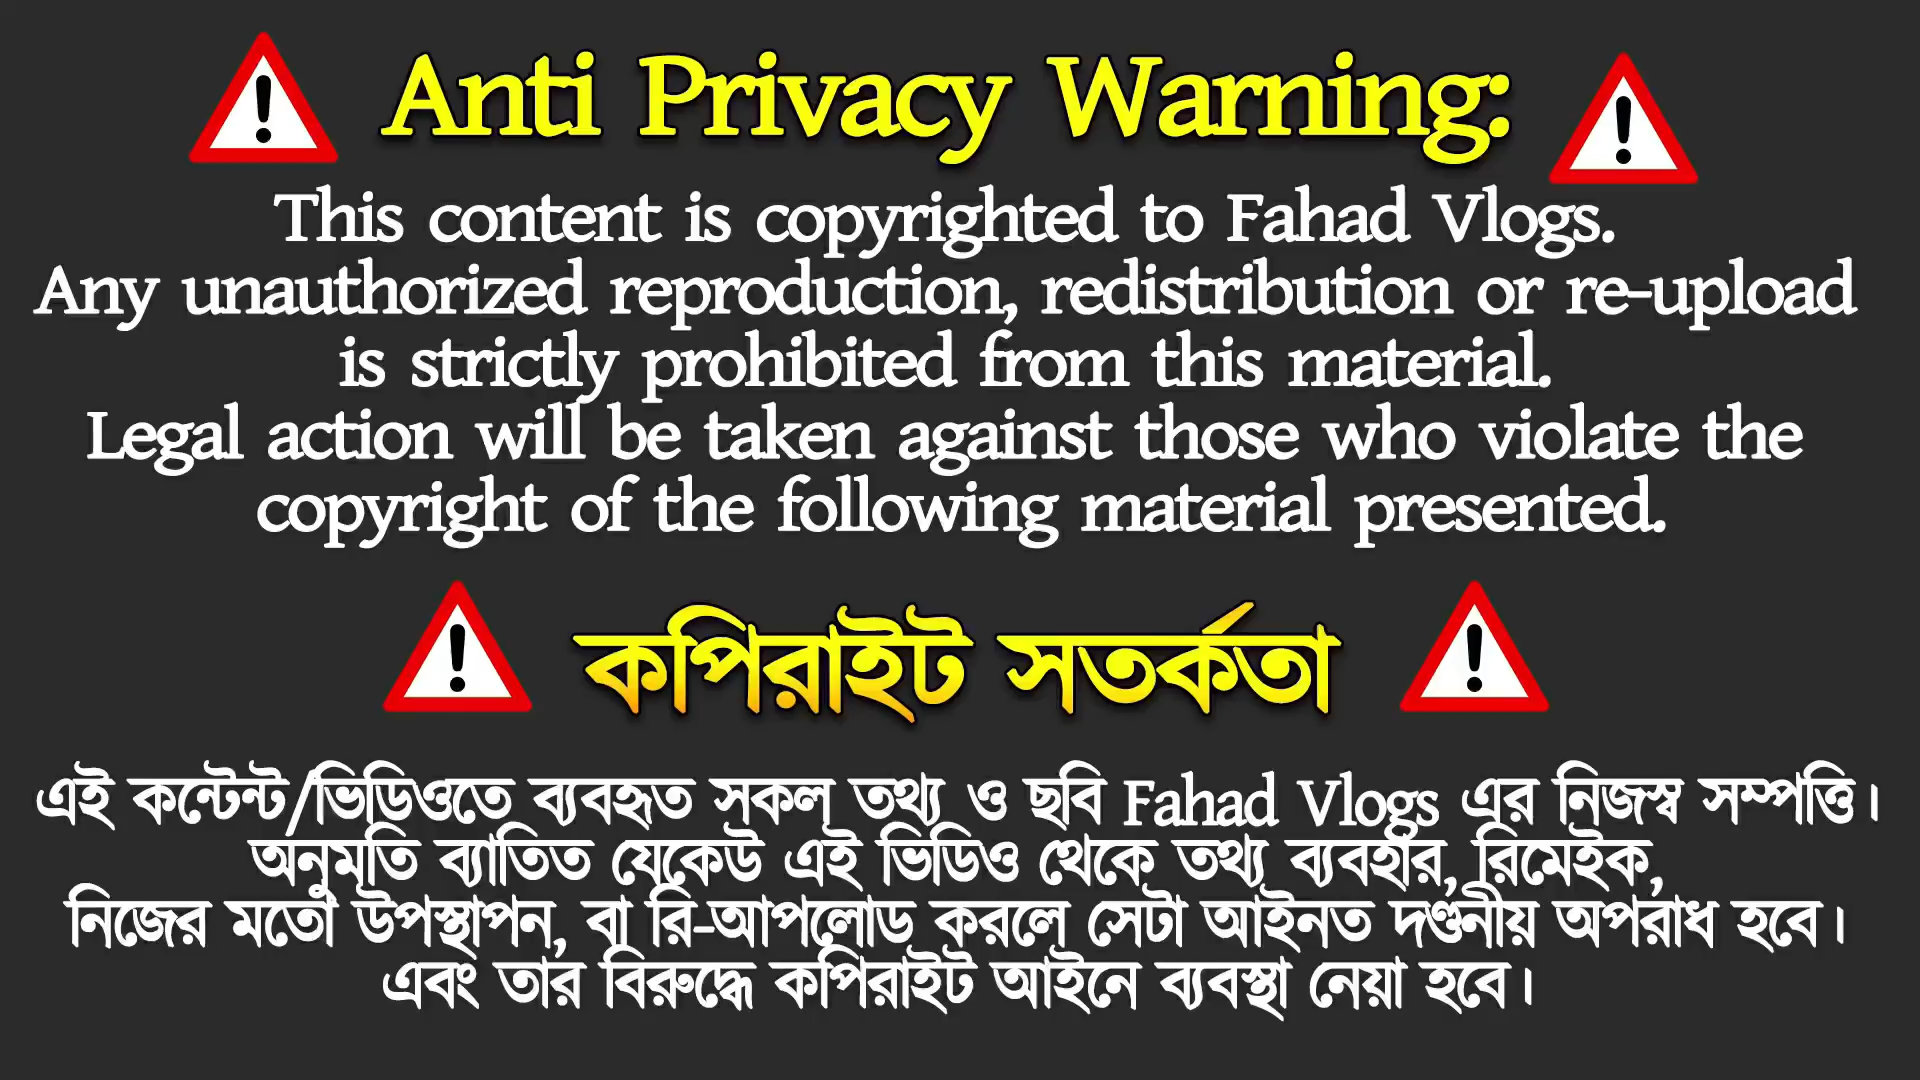 Anti Privacy Warning:
This content is copyrighted to Fahad Vlogs.
Any unauthorized reproduction, redistribution or re-upload
is strictly prohibited from this material.
Legal action will be taken against those who violate the
copyright of the following material presented.
কপিরাইট সতর্কতা
এই কন্টেন্ট/ভিডিওতে ব্যবহৃত সকল তথ্য ও ছবি Fahad Vlogs এর নিজস্ব সম্পত্তি।
অনুমতি ব্যাতিত যেকেউ এই ভিডিও থেকে তথ্য ব্যবহার, রিমেইক,
নিজের মতো উপস্থাপন, বা রি-আপলোড করলে সেটা আইনত দণ্ডনীয় অপরাধ হবে।
এবং তার বিরুদ্ধে কপিরাইট আইনে ব্যবস্থা নেয়া হবে।